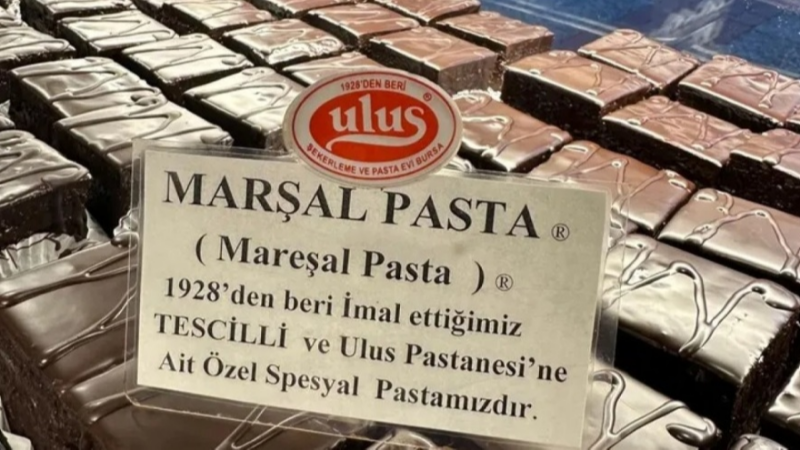 1928'DEN BERİ
ulus ®
ŞEKERLEME VE PASTA EVİ BURSA
MARŞAL PASTA ®
( Mareşal Pasta ) ®
1928'den beri İmal ettiğimiz
TESCİLLİ ve Ulus Pastanesi'ne
Ait Özel Spesyal Pastamızdır.